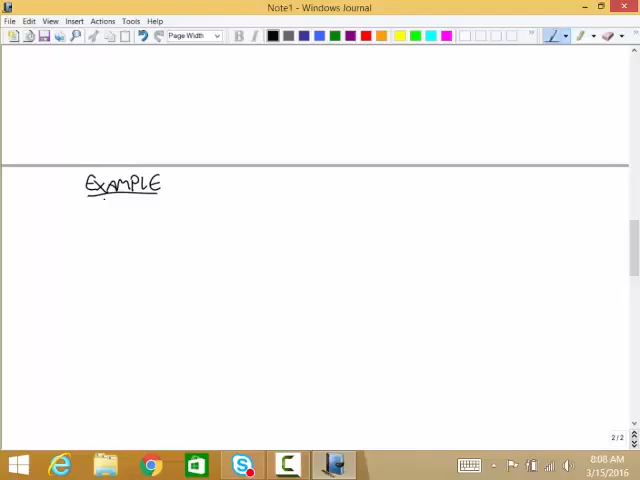 Note1 - Windows Journal
File Edit View Insert Actions Tools Help
Page Width B I
EXAMPLE
2/2
8:08 AM
3/15/2016